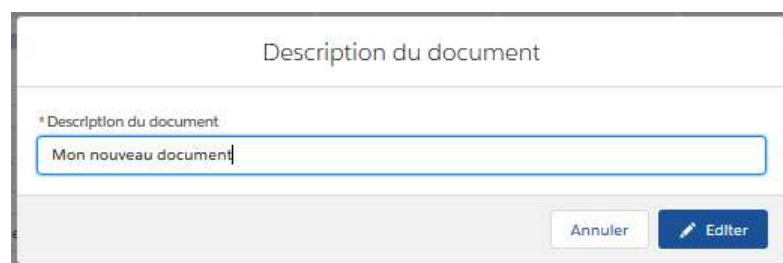 Description du document
* Description du document
Mon nouveau document
Annuler
Editer